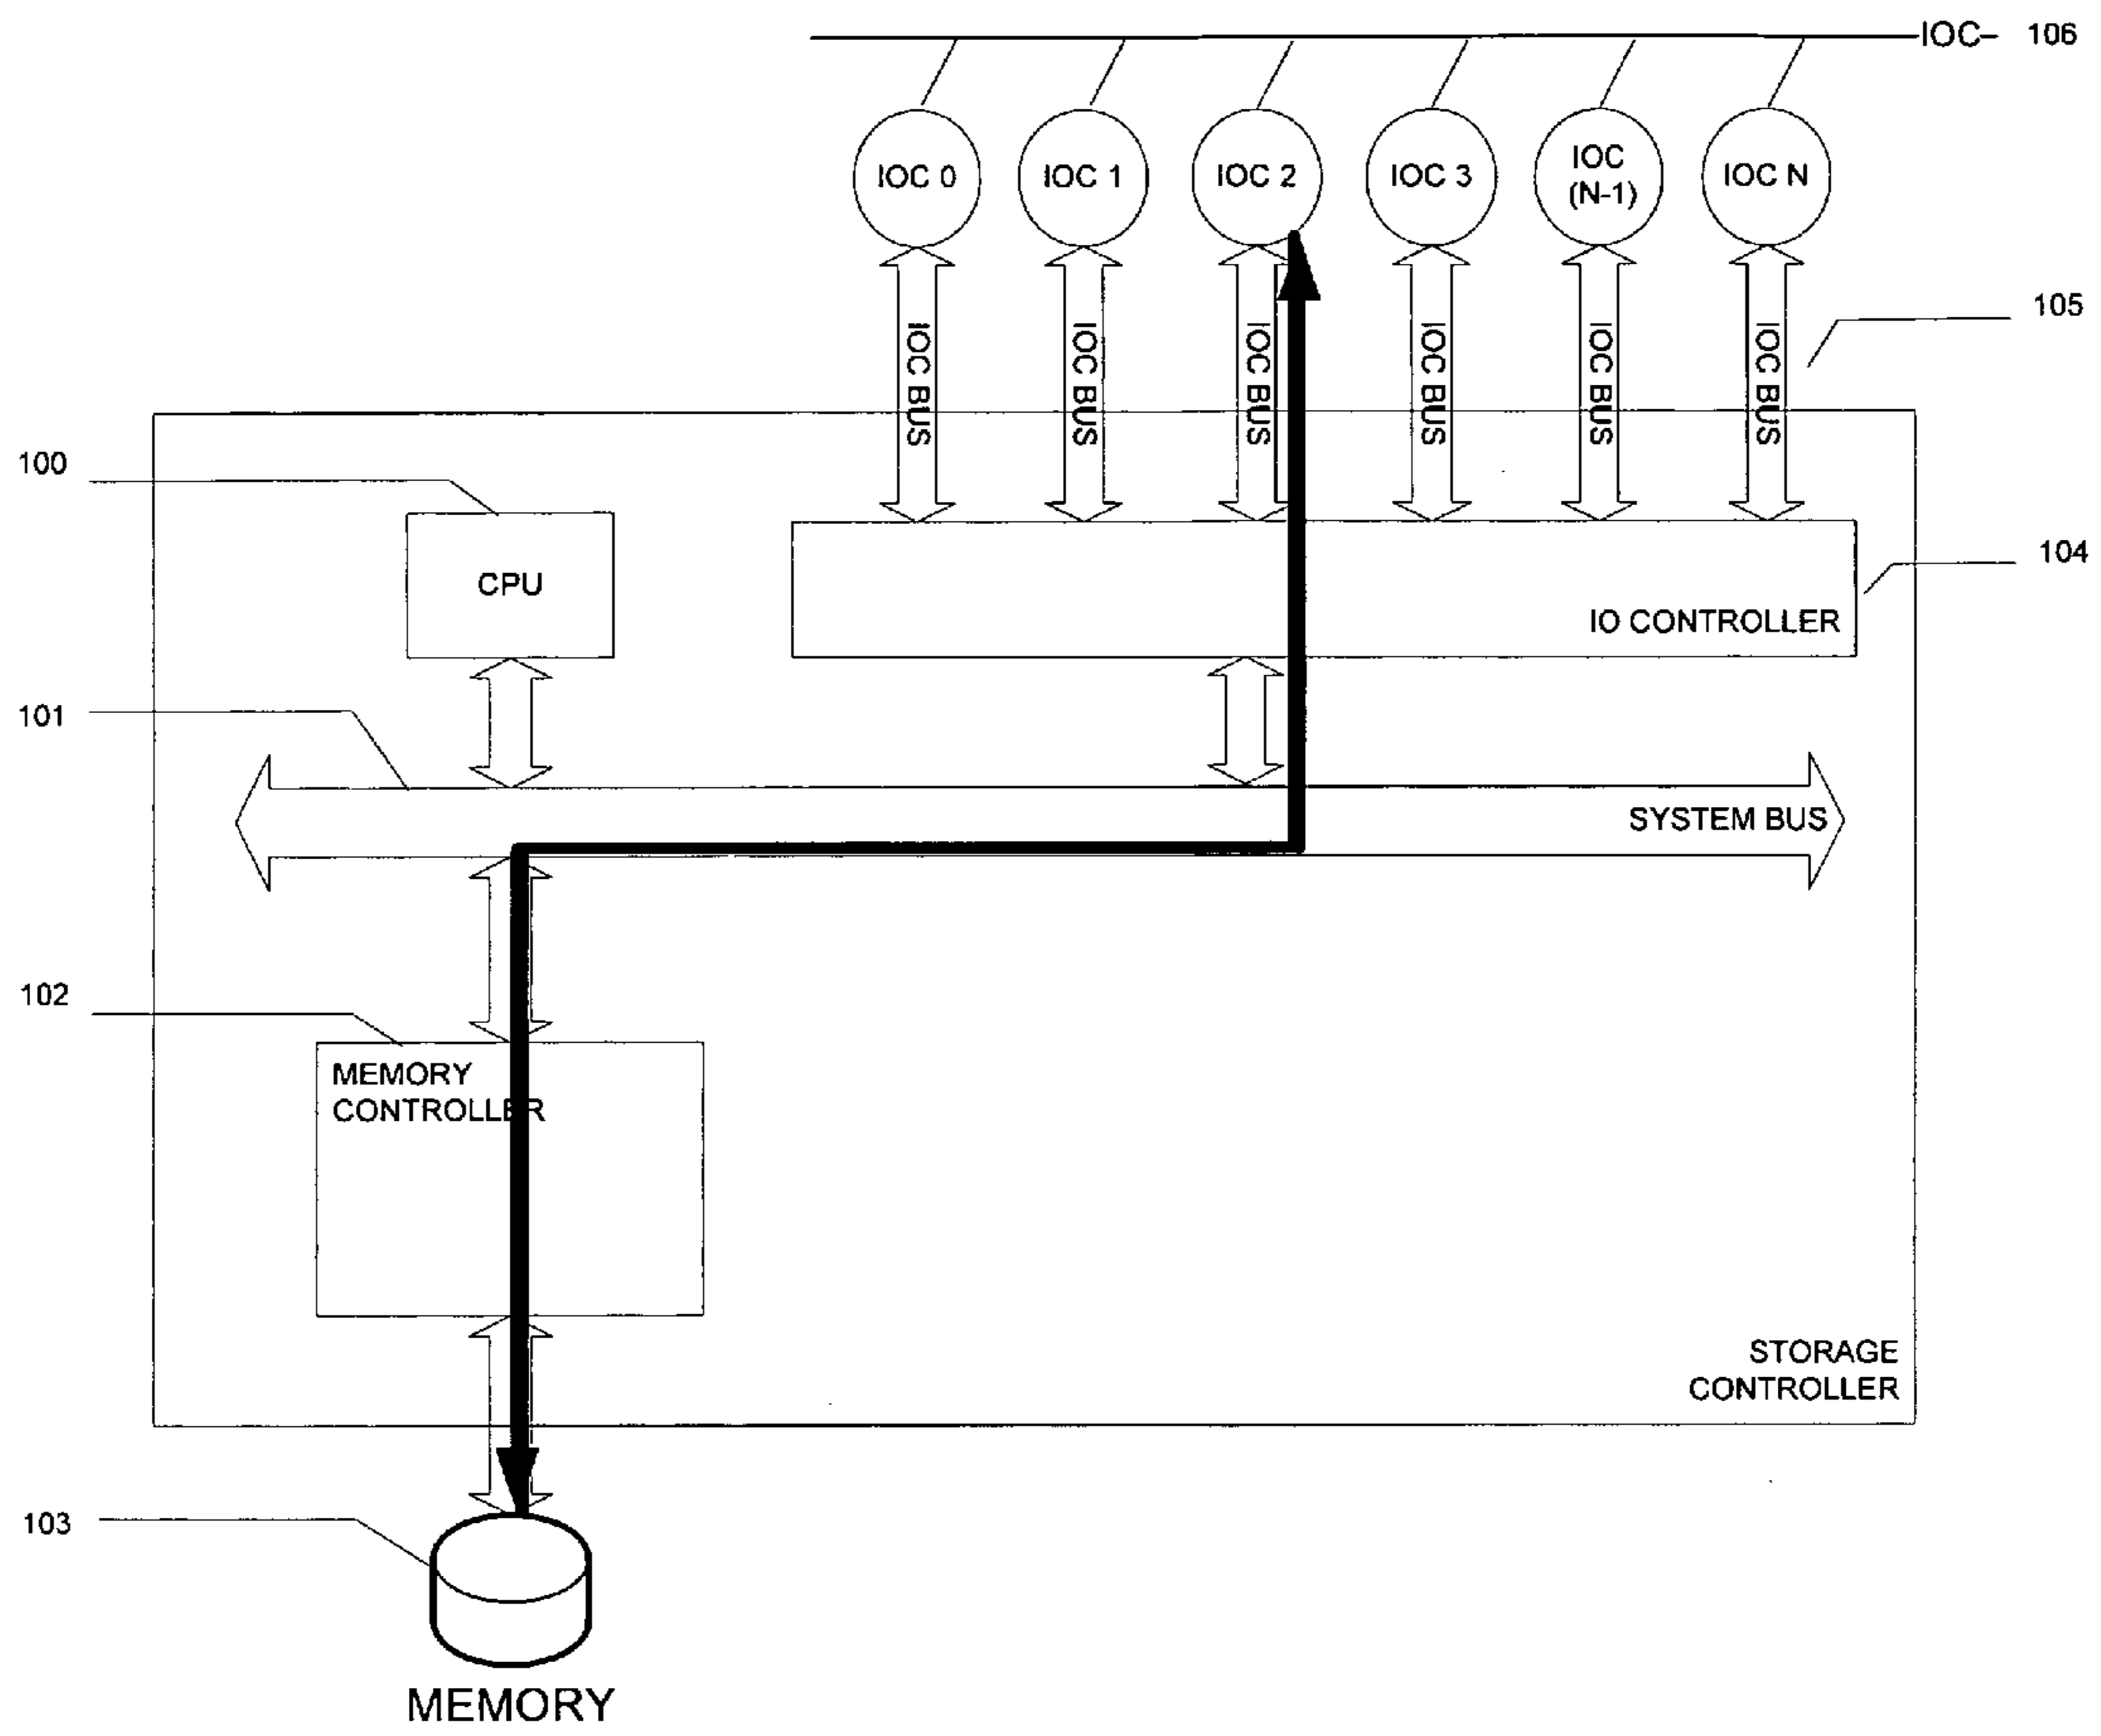 IOC 106
IOC 0
IOC 1
IOC 2
IOC 3
IOC
(N-1)
IOC N
IOC BUS
IOC BUS
IOC BUS
IOC BUS
IOC BUS
IOC BUS
105
100
CPU
104
IO CONTROLLER
101
SYSTEM BUS
102
MEMORY
CONTROLLER
STORAGE
CONTROLLER
103
MEMORY